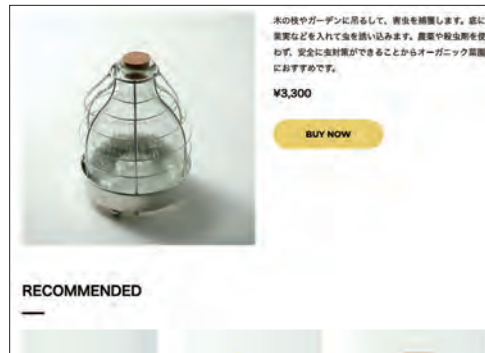 木の枝やガーデンに吊るして、害虫を捕獲します。底に
果実などを入れて虫を誘い込みます。農薬や殺虫剤を使
わず、安全に虫対策ができることからオーガニック菜園
におすすめです。
¥3,300
BUY NOW
RECOMMENDED